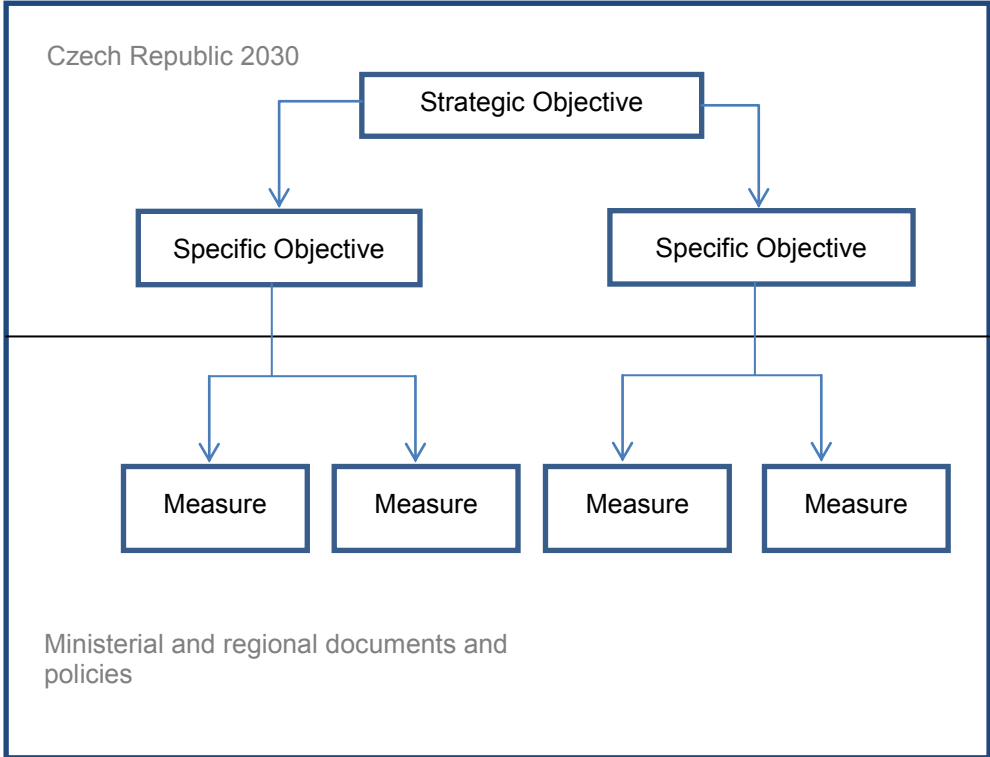 Czech Republic 2030
Strategic Objective
Specific Objective
Specific Objective
Measure
Measure
Measure
Measure
Ministerial and regional documents and
policies